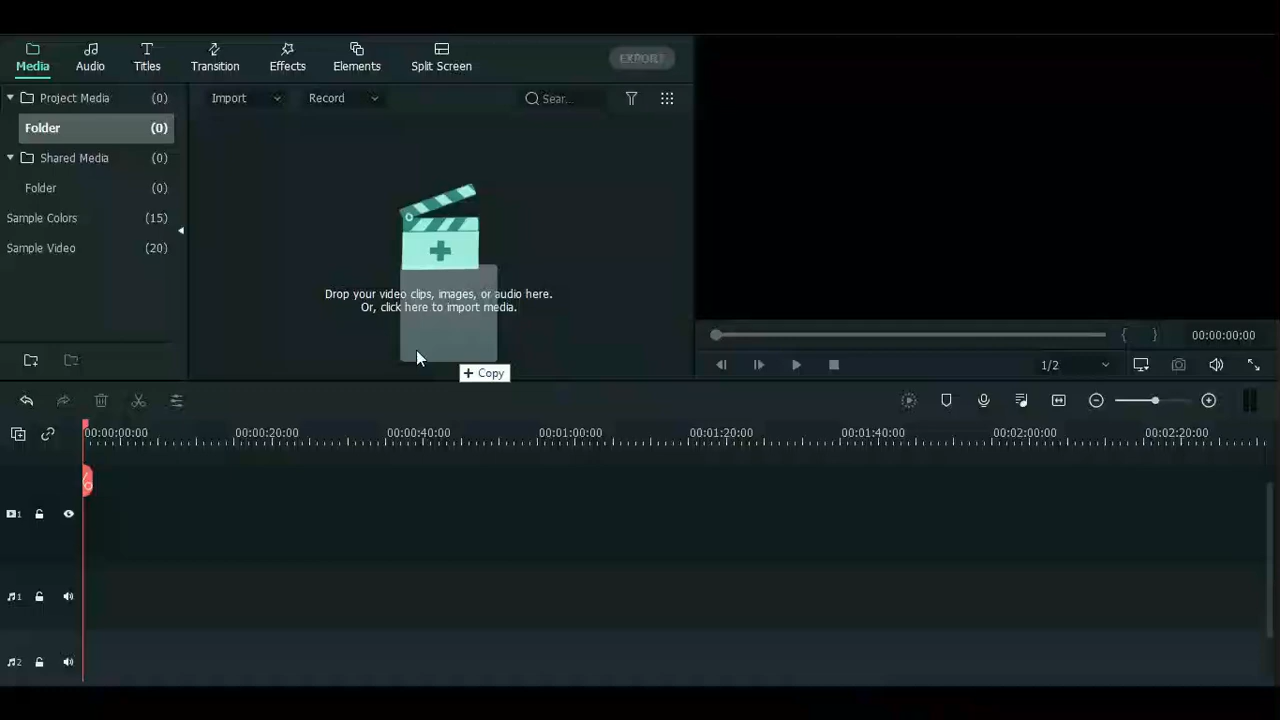 Media
Audio
Titles
Transition
Effects
Elements
Split Screen
EXPORT
Project Media (0)
Folder (0)
Shared Media (0)
Folder (0)
Sample Colors (15)
Sample Video (20)
Import
Record
Sear...
Drop your video clips, images, or audio here.
Or, click here to import media.
+ Copy
{ }
00:00:00:00
1/2
00:00:00:00 00:00:20:00 00:00:40:00 00:01:00:00 00:01:20:00 00:01:40:00 00:02:00:00 00:02:20:00
1
1
2